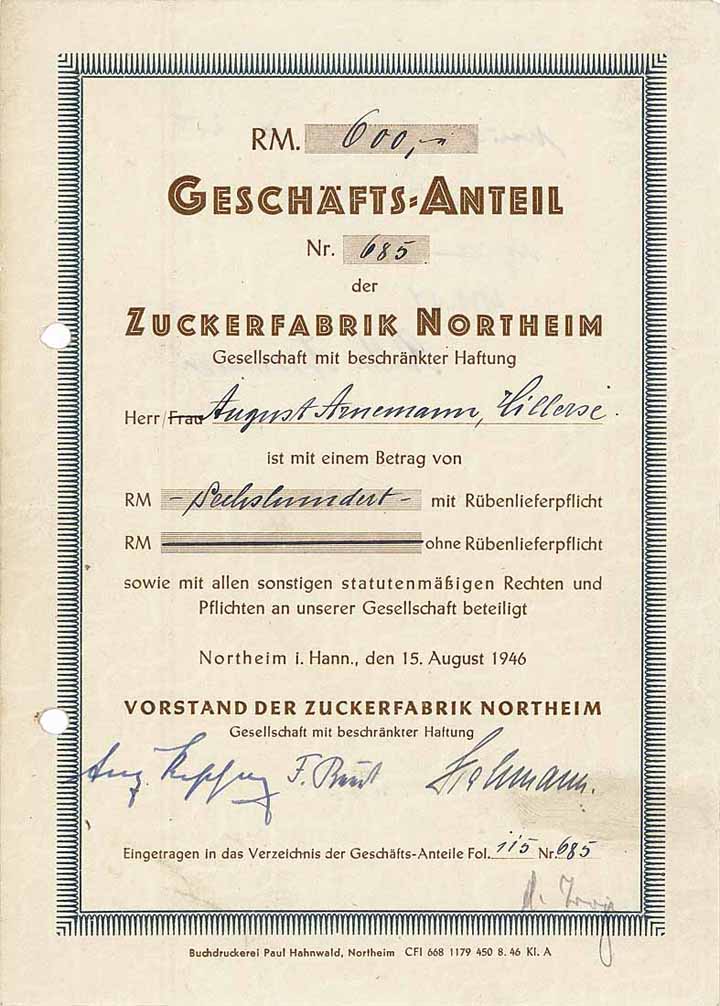 RM. 600,-
GESCHÄFTS-ANTEIL
Nr. 685
der
ZUCKERFABRIK NORTHEIM
Gesellschaft mit beschränkter Haftung
Herr/Frau August Arnemann, Hillerse.
ist mit einem Betrag von
RM - Sechshundert - mit Rübenlieferpflicht
RM ohne Rübenlieferpflicht
sowie mit allen sonstigen statutenmäßigen Rechten und
Pflichten an unserer Gesellschaft beteiligt
Northeim i. Hann., den 15. August 1946
VORSTAND DER ZUCKERFABRIK NORTHEIM
Gesellschaft mit beschränkter Haftung
Eingetragen in das Verzeichnis der Geschäfts-Anteile Fol. 115 Nr. 685
Buchdruckerei Paul Hahnwald, Northeim CFI 668 1179 450 8. 46 Kl. A